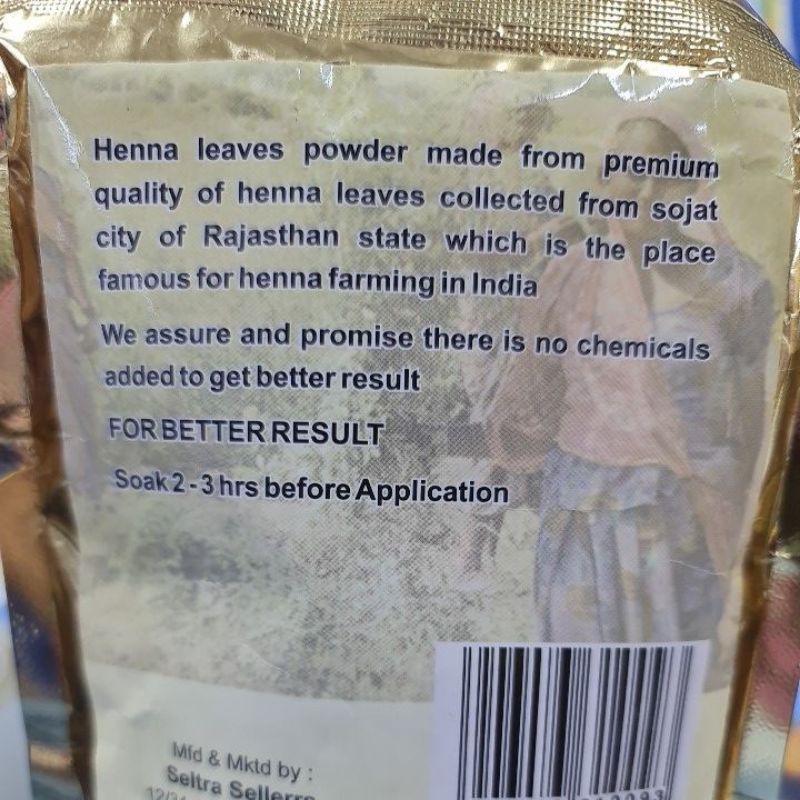 Henna leaves powder made from premium
quality of henna leaves collected from sojat
city of Rajasthan state which is the place
famous for henna farming in India
We assure and promise there is no chemicals
added to get better result
FOR BETTER RESULT
Soak 2 - 3 hrs before Application
Mfd & Mktd by :
Seltra Sellerrs